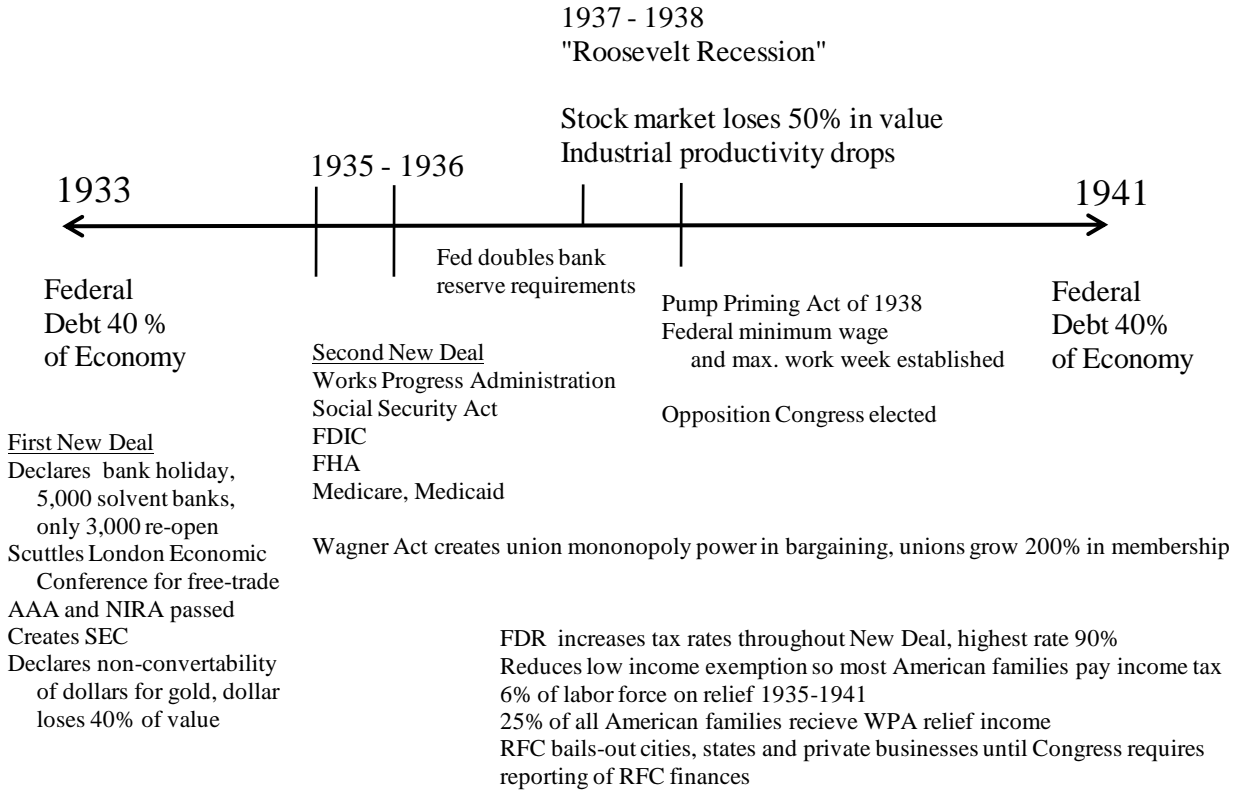 1937 - 1938
"Roosevelt Recession"
Stock market loses 50% in value
Industrial productivity drops
1935 - 1936
1933
1941
Fed doubles bank
reserve requirements
Federal
Debt 40 %
of Economy
Pump Priming Act of 1938
Federal minimum wage
and max. work week established
Opposition Congress elected
Federal
Debt 40%
of Economy
Second New Deal
Works Progress Administration
Social Security Act
FDIC
FHA
Medicare, Medicaid
First New Deal
Declares bank holiday,
5,000 solvent banks,
only 3,000 re-open
Scuttles London Economic
Conference for free-trade
AAA and NIRA passed
Creates SEC
Declares non-convertability
of dollars for gold, dollar
loses 40% of value
Wagner Act creates union mononopoly power in bargaining, unions grow 200% in membership
FDR increases tax rates throughout New Deal, highest rate 90%
Reduces low income exemption so most American families pay income tax
6% of labor force on relief 1935-1941
25% of all American families recieve WPA relief income
RFC bails-out cities, states and private businesses until Congress requires
reporting of RFC finances